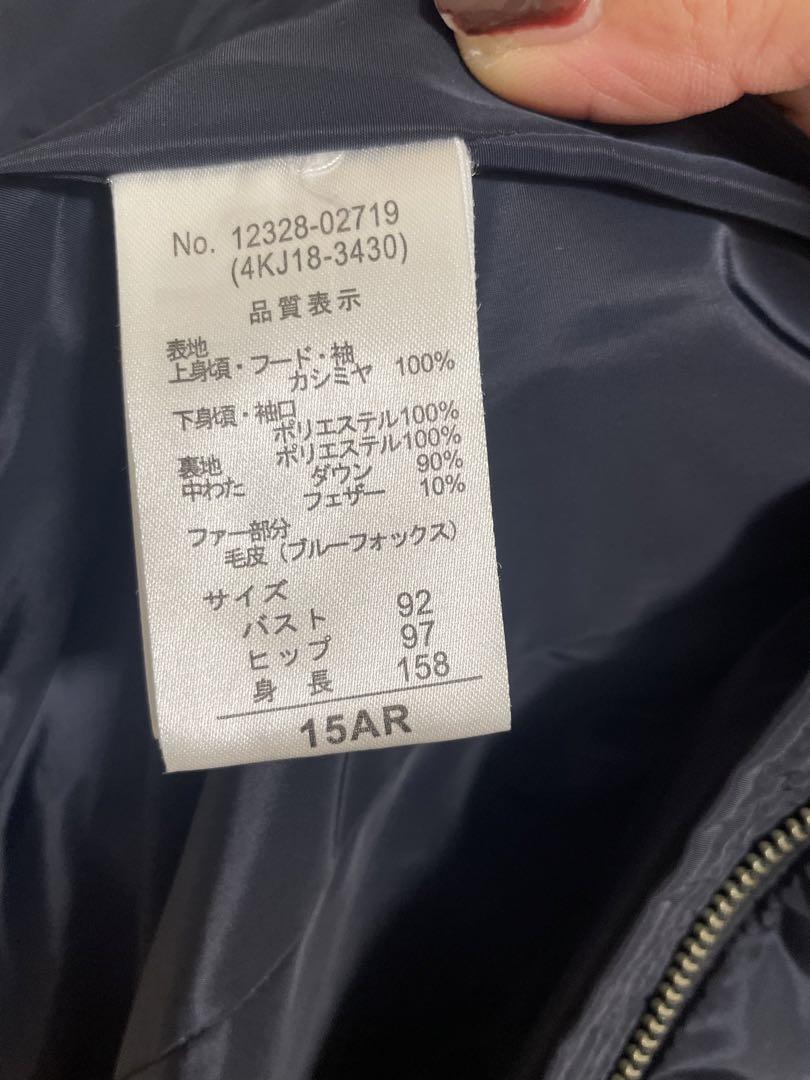 No. 12328-02719
(4KJ18-3430)
品質表示
表地
上身頃・フード・袖
カシミヤ 100%
下身頃・袖口
ポリエステル100%
裏地 ポリエステル100%
中わた ダウン 90%
フェザー 10%
ファー部分
毛皮（ブルーフォックス）
サイズ
バスト 92
ヒップ 97
身長 158
15AR